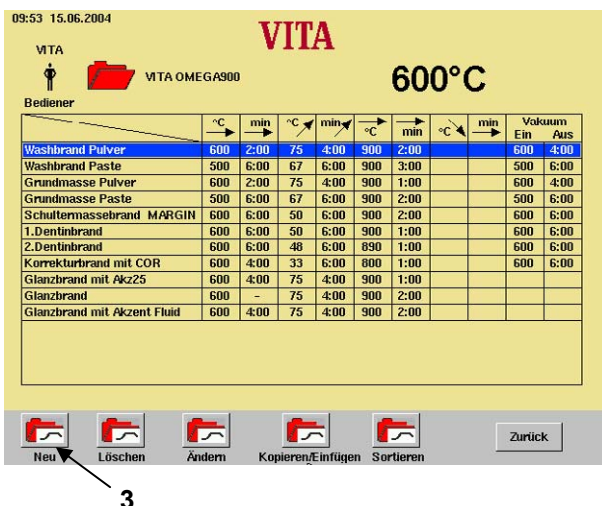 09:53 15.06.2004
VITA
VITA
VITA OMEGA900
600°C
Bediener
°C min °C min °C min °C min Vakuum
Ein Aus
Washbrand Pulver 600 2:00 75 4:00 900 2:00 600 4:00
Washbrand Paste 500 6:00 67 6:00 900 3:00 500 6:00
Grundmasse Pulver 600 2:00 75 4:00 900 1:00 600 4:00
Grundmasse Paste 500 6:00 67 6:00 900 2:00 500 6:00
Schultermassebrand MARGIN 600 6:00 50 6:00 900 2:00 600 6:00
1.Dentinbrand 600 6:00 50 6:00 900 1:00 600 6:00
2.Dentinbrand 600 6:00 48 6:00 890 1:00 600 6:00
Korrekturbrand mit COR 600 4:00 33 6:00 800 1:00 600 6:00
Glanzbrand mit Akz25 600 4:00 75 4:00 900 1:00
Glanzbrand 600 - 75 4:00 900 2:00
Glanzbrand mit Akzent Fluid 600 4:00 75 4:00 900 2:00
Neu Löschen Ändern Kopieren/Einfügen Sortieren Zurück
3